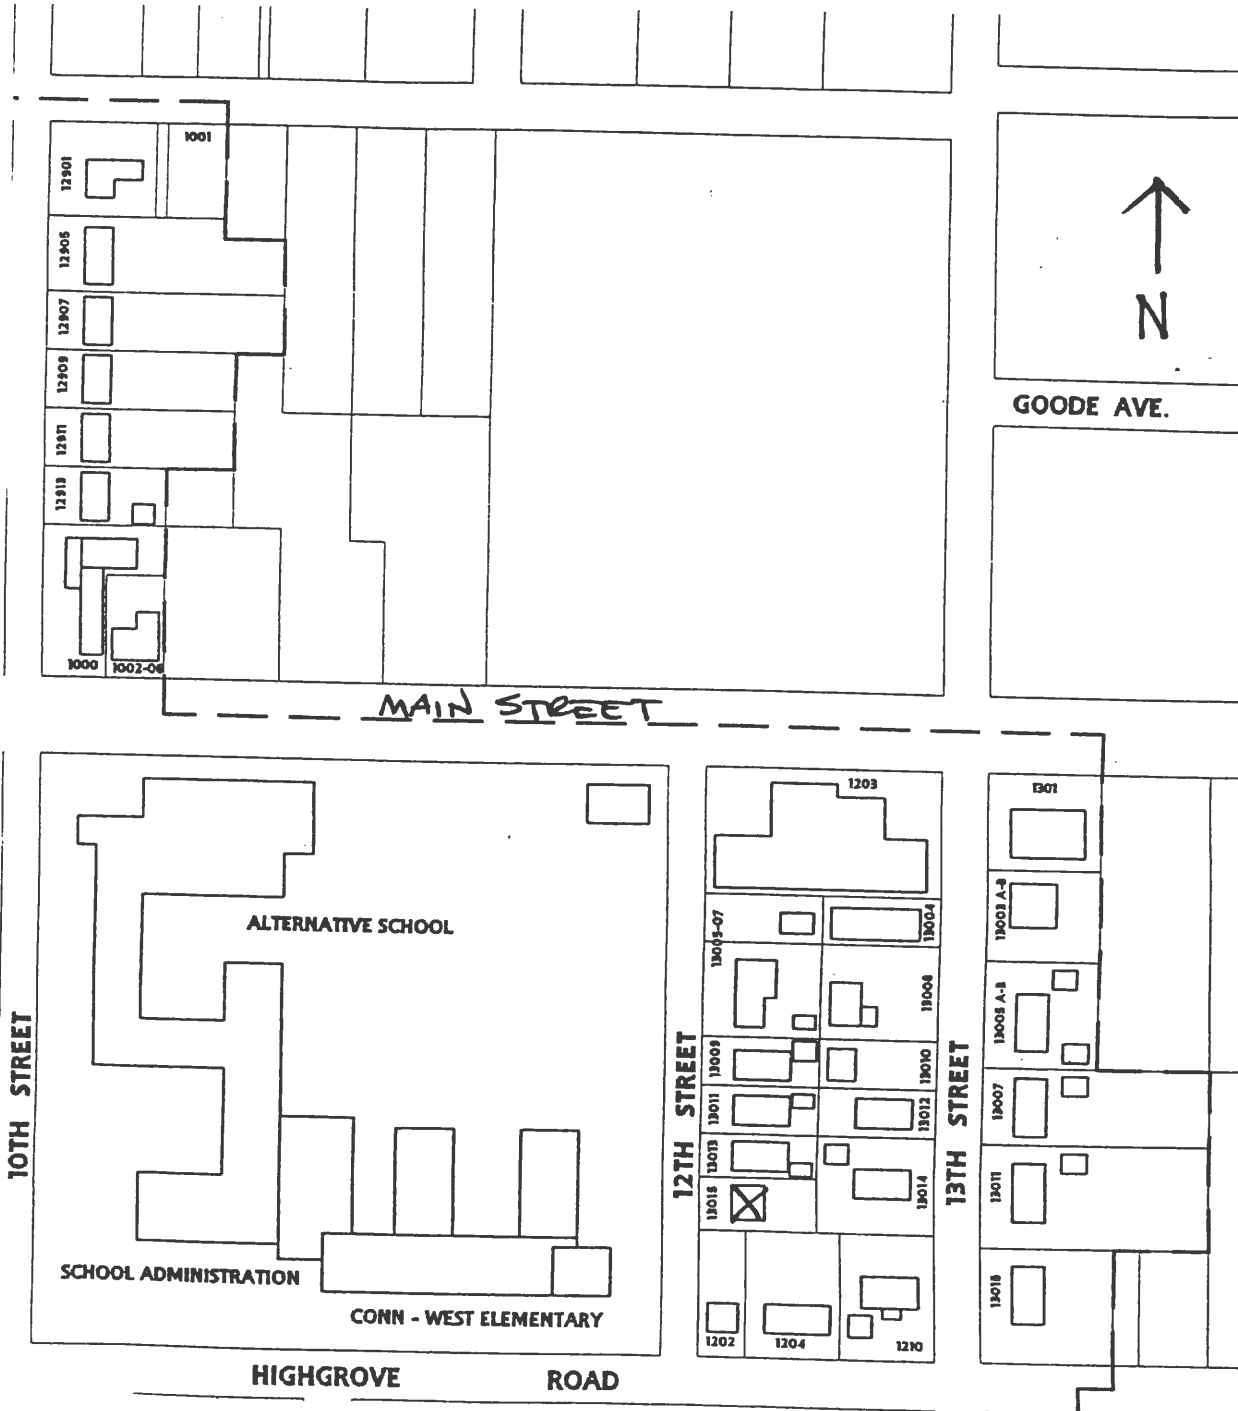 1001
12901
12905
12907
12909
12911
12913
1000
1002-06
N
GOODE AVE.
MAIN STREET
1203
1301
ALTERNATIVE SCHOOL
13005-07
13004
13003 A-B
13008
13005 A-B
10TH STREET
12TH STREET
13TH STREET
13009
13010
13007
13011
13012
13013
13014
13011
13015
13015
SCHOOL ADMINISTRATION
CONN - WEST ELEMENTARY
1202
1204
1210
HIGHGROVE ROAD